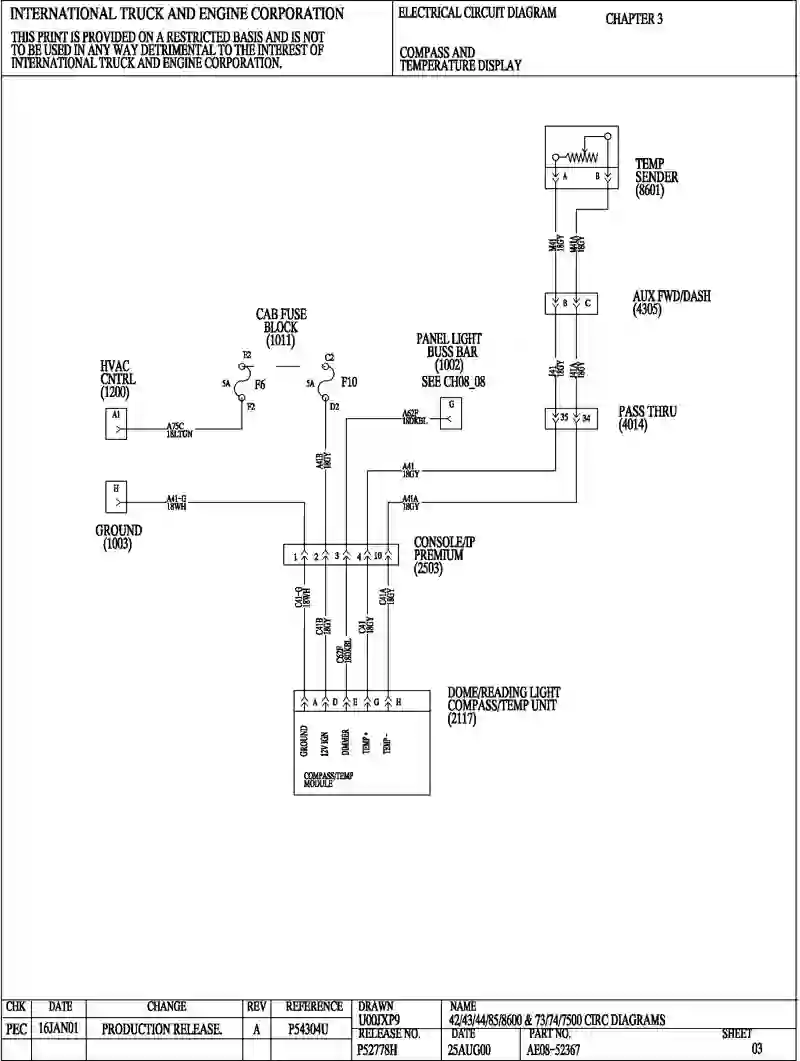 INTERNATIONAL TRUCK AND ENGINE CORPORATION
THIS PRINT IS PROVIDED ON A RESTRICTED BASIS AND IS NOT
TO BE USED IN ANY WAY DETRIMENTAL TO THE INTEREST OF
INTERNATIONAL TRUCK AND ENGINE CORPORATION.
ELECTRICAL CIRCUIT DIAGRAM
CHAPTER 3
COMPASS AND
TEMPERATURE DISPLAY
A B
TEMP
SENDER
(8601)
M41
18GY
M41A
18GY
B C
AUX FWD/DASH
(4305)
J41
18GY
J41A
18GY
35 34
PASS THRU
(4014)
CAB FUSE
BLOCK
(1011)
E2
5A
F6
F2
C2
5A
F10
D2
HVAC
CNTRL
(1200)
A1
A75C
18LTGN
PANEL LIGHT
BUSS BAR
(1002)
SEE CH08_08
G
A62F
18DKBL
A41B
18GY
A41
18GY
A41A
18GY
H
A41-G
18WH
GROUND
(1003)
1 2 3 4 10
CONSOLE/IP
PREMIUM
(2503)
C41-G
18WH
C41B
18GY
C62F
18DKBL
C41
18GY
C41A
18GY
A D E G H
DOME/READING LIGHT
COMPASS/TEMP UNIT
(2117)
GROUND
12V IGN
DIMMER
TEMP+
TEMP-
COMPASS/TEMP
MODULE
CHK DATE CHANGE REV REFERENCE
PEC 16JAN01 PRODUCTION RELEASE. A P54304U
DRAWN
U00JXP9
NAME
42/43/44/85/8600 & 73/74/7500 CIRC DIAGRAMS
RELEASE NO. DATE PART NO. SHEET
P52778H 25AUG00 AE08-52367 03